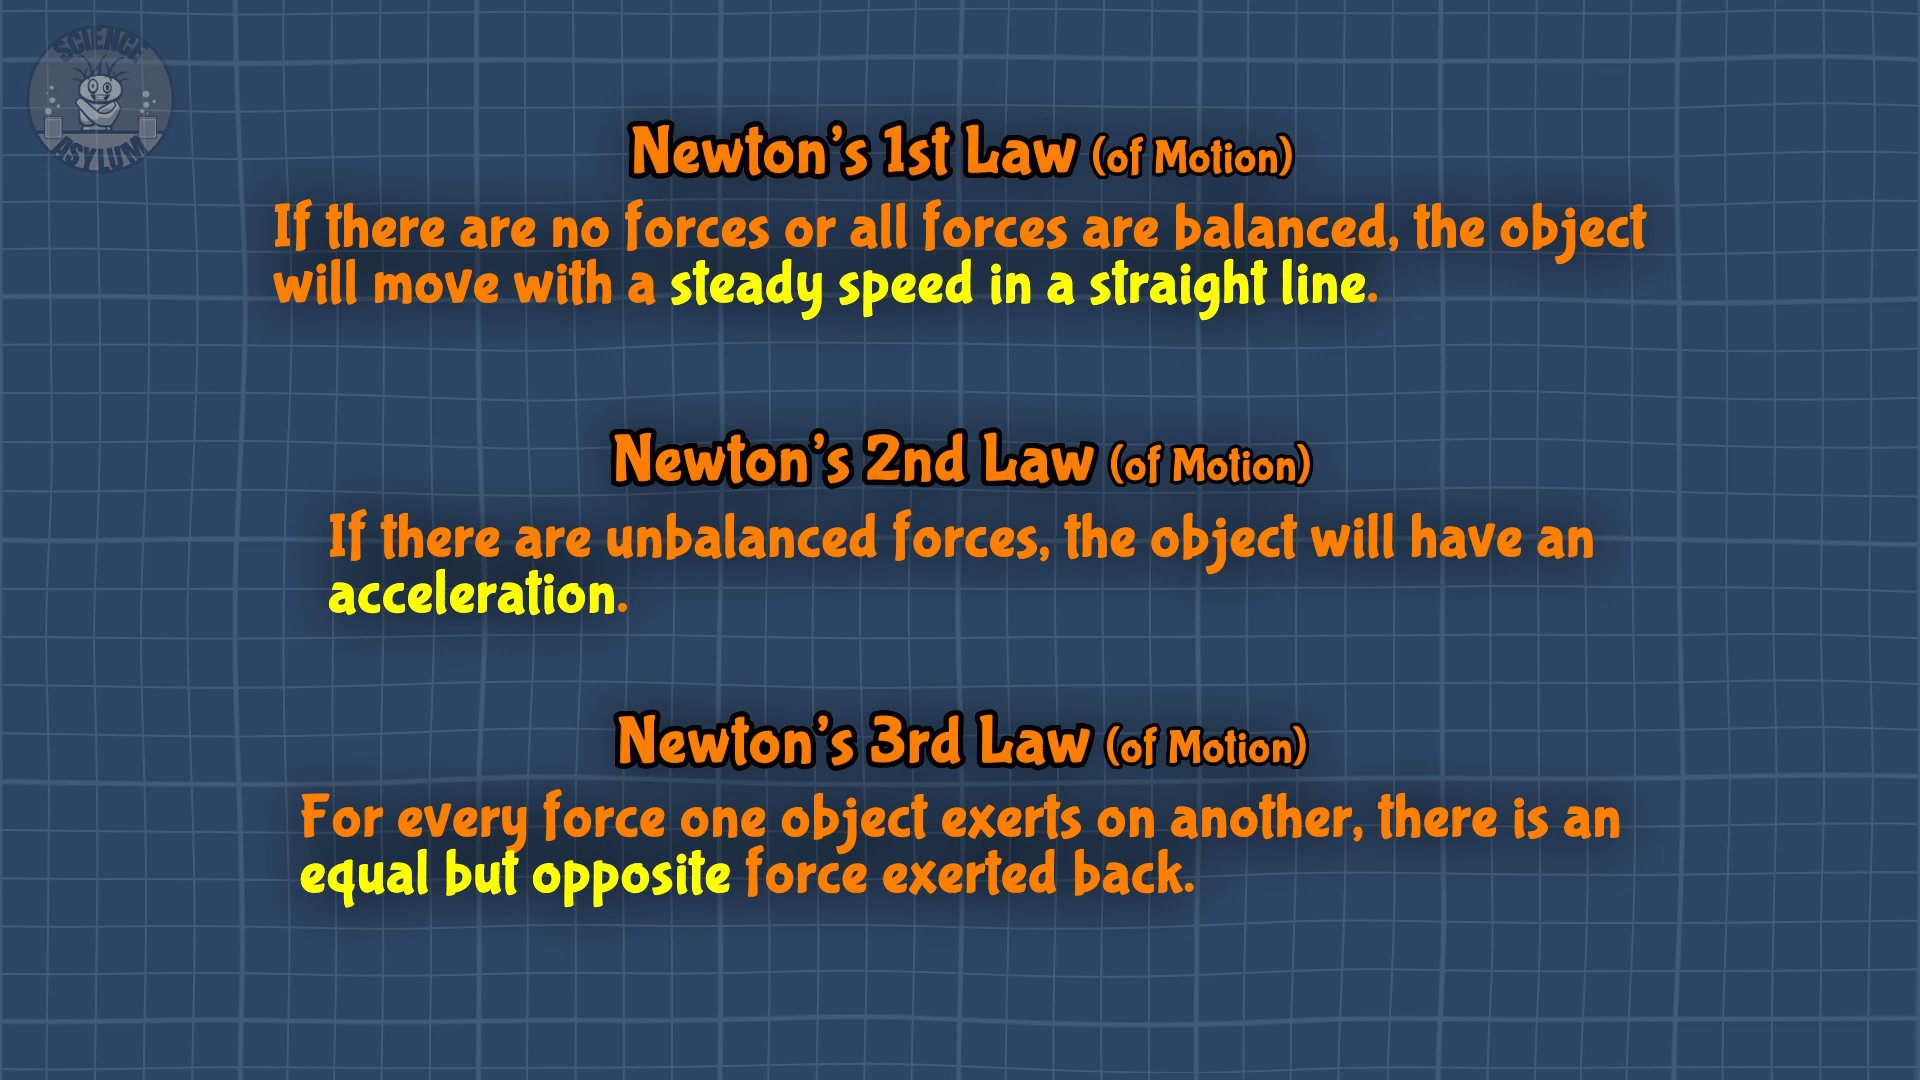 SCIENCE
ASYLUM
Newton's 1st Law (of Motion)
If there are no forces or all forces are balanced, the object
will move with a steady speed in a straight line.
Newton's 2nd Law (of Motion)
If there are unbalanced forces, the object will have an
acceleration.
Newton's 3rd Law (of Motion)
For every force one object exerts on another, there is an
equal but opposite force exerted back.